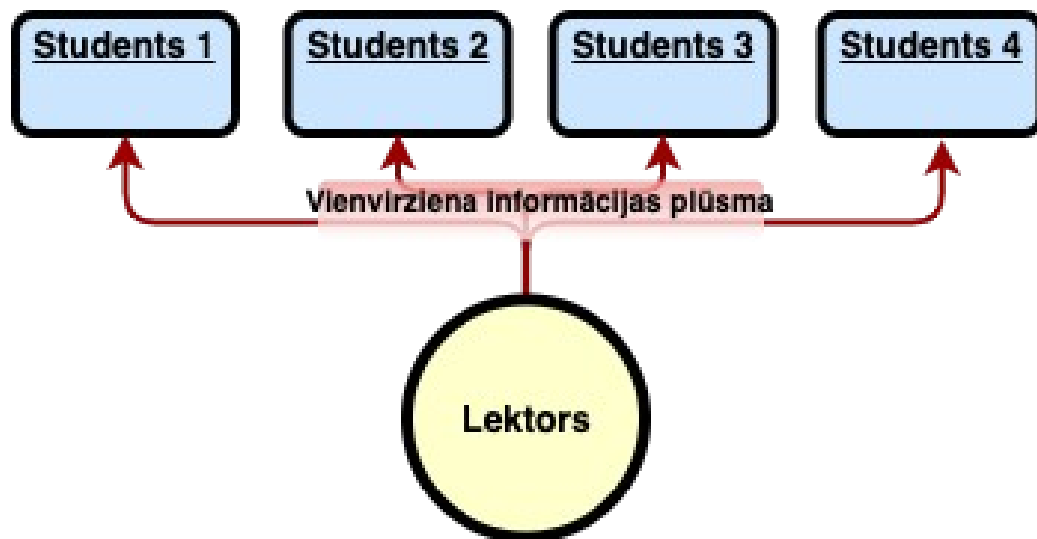 Students 1
Students 2
Students 3
Students 4
Vienvirziena informācijas plūsma
Lektors